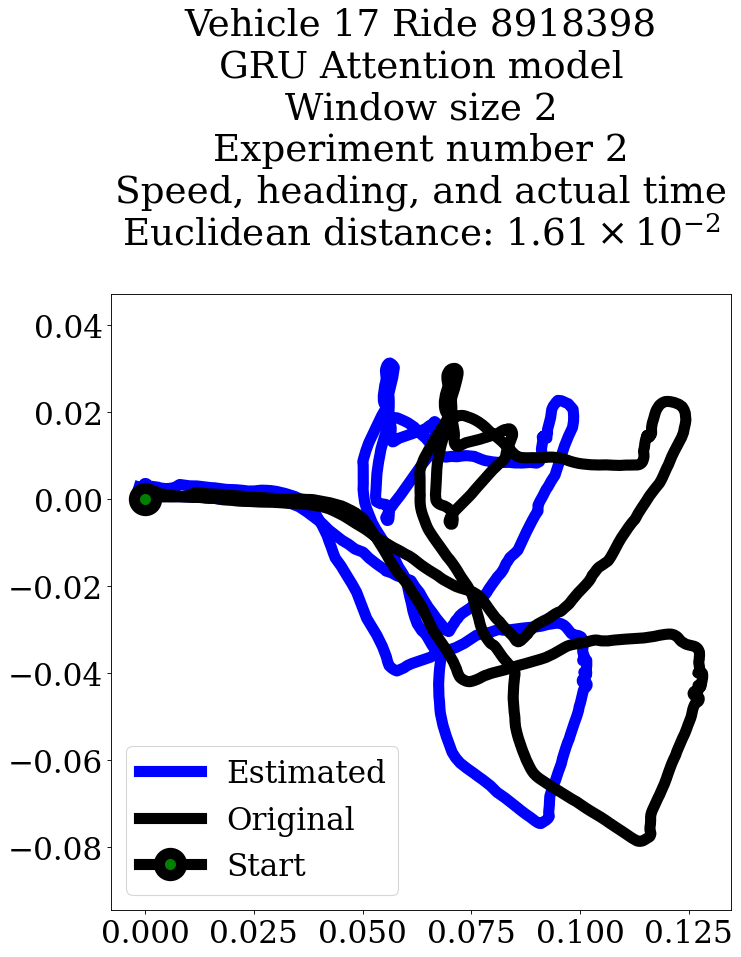 Vehicle 17 Ride 8918398
GRU Attention model
Window size 2
Experiment number 2
Speed, heading, and actual time
Euclidean distance: 1.61 × 10⁻²
0.04
0.02
0.00
−0.02
−0.04
−0.06
−0.08
Estimated
Original
Start
0.000 0.025 0.050 0.075 0.100 0.125